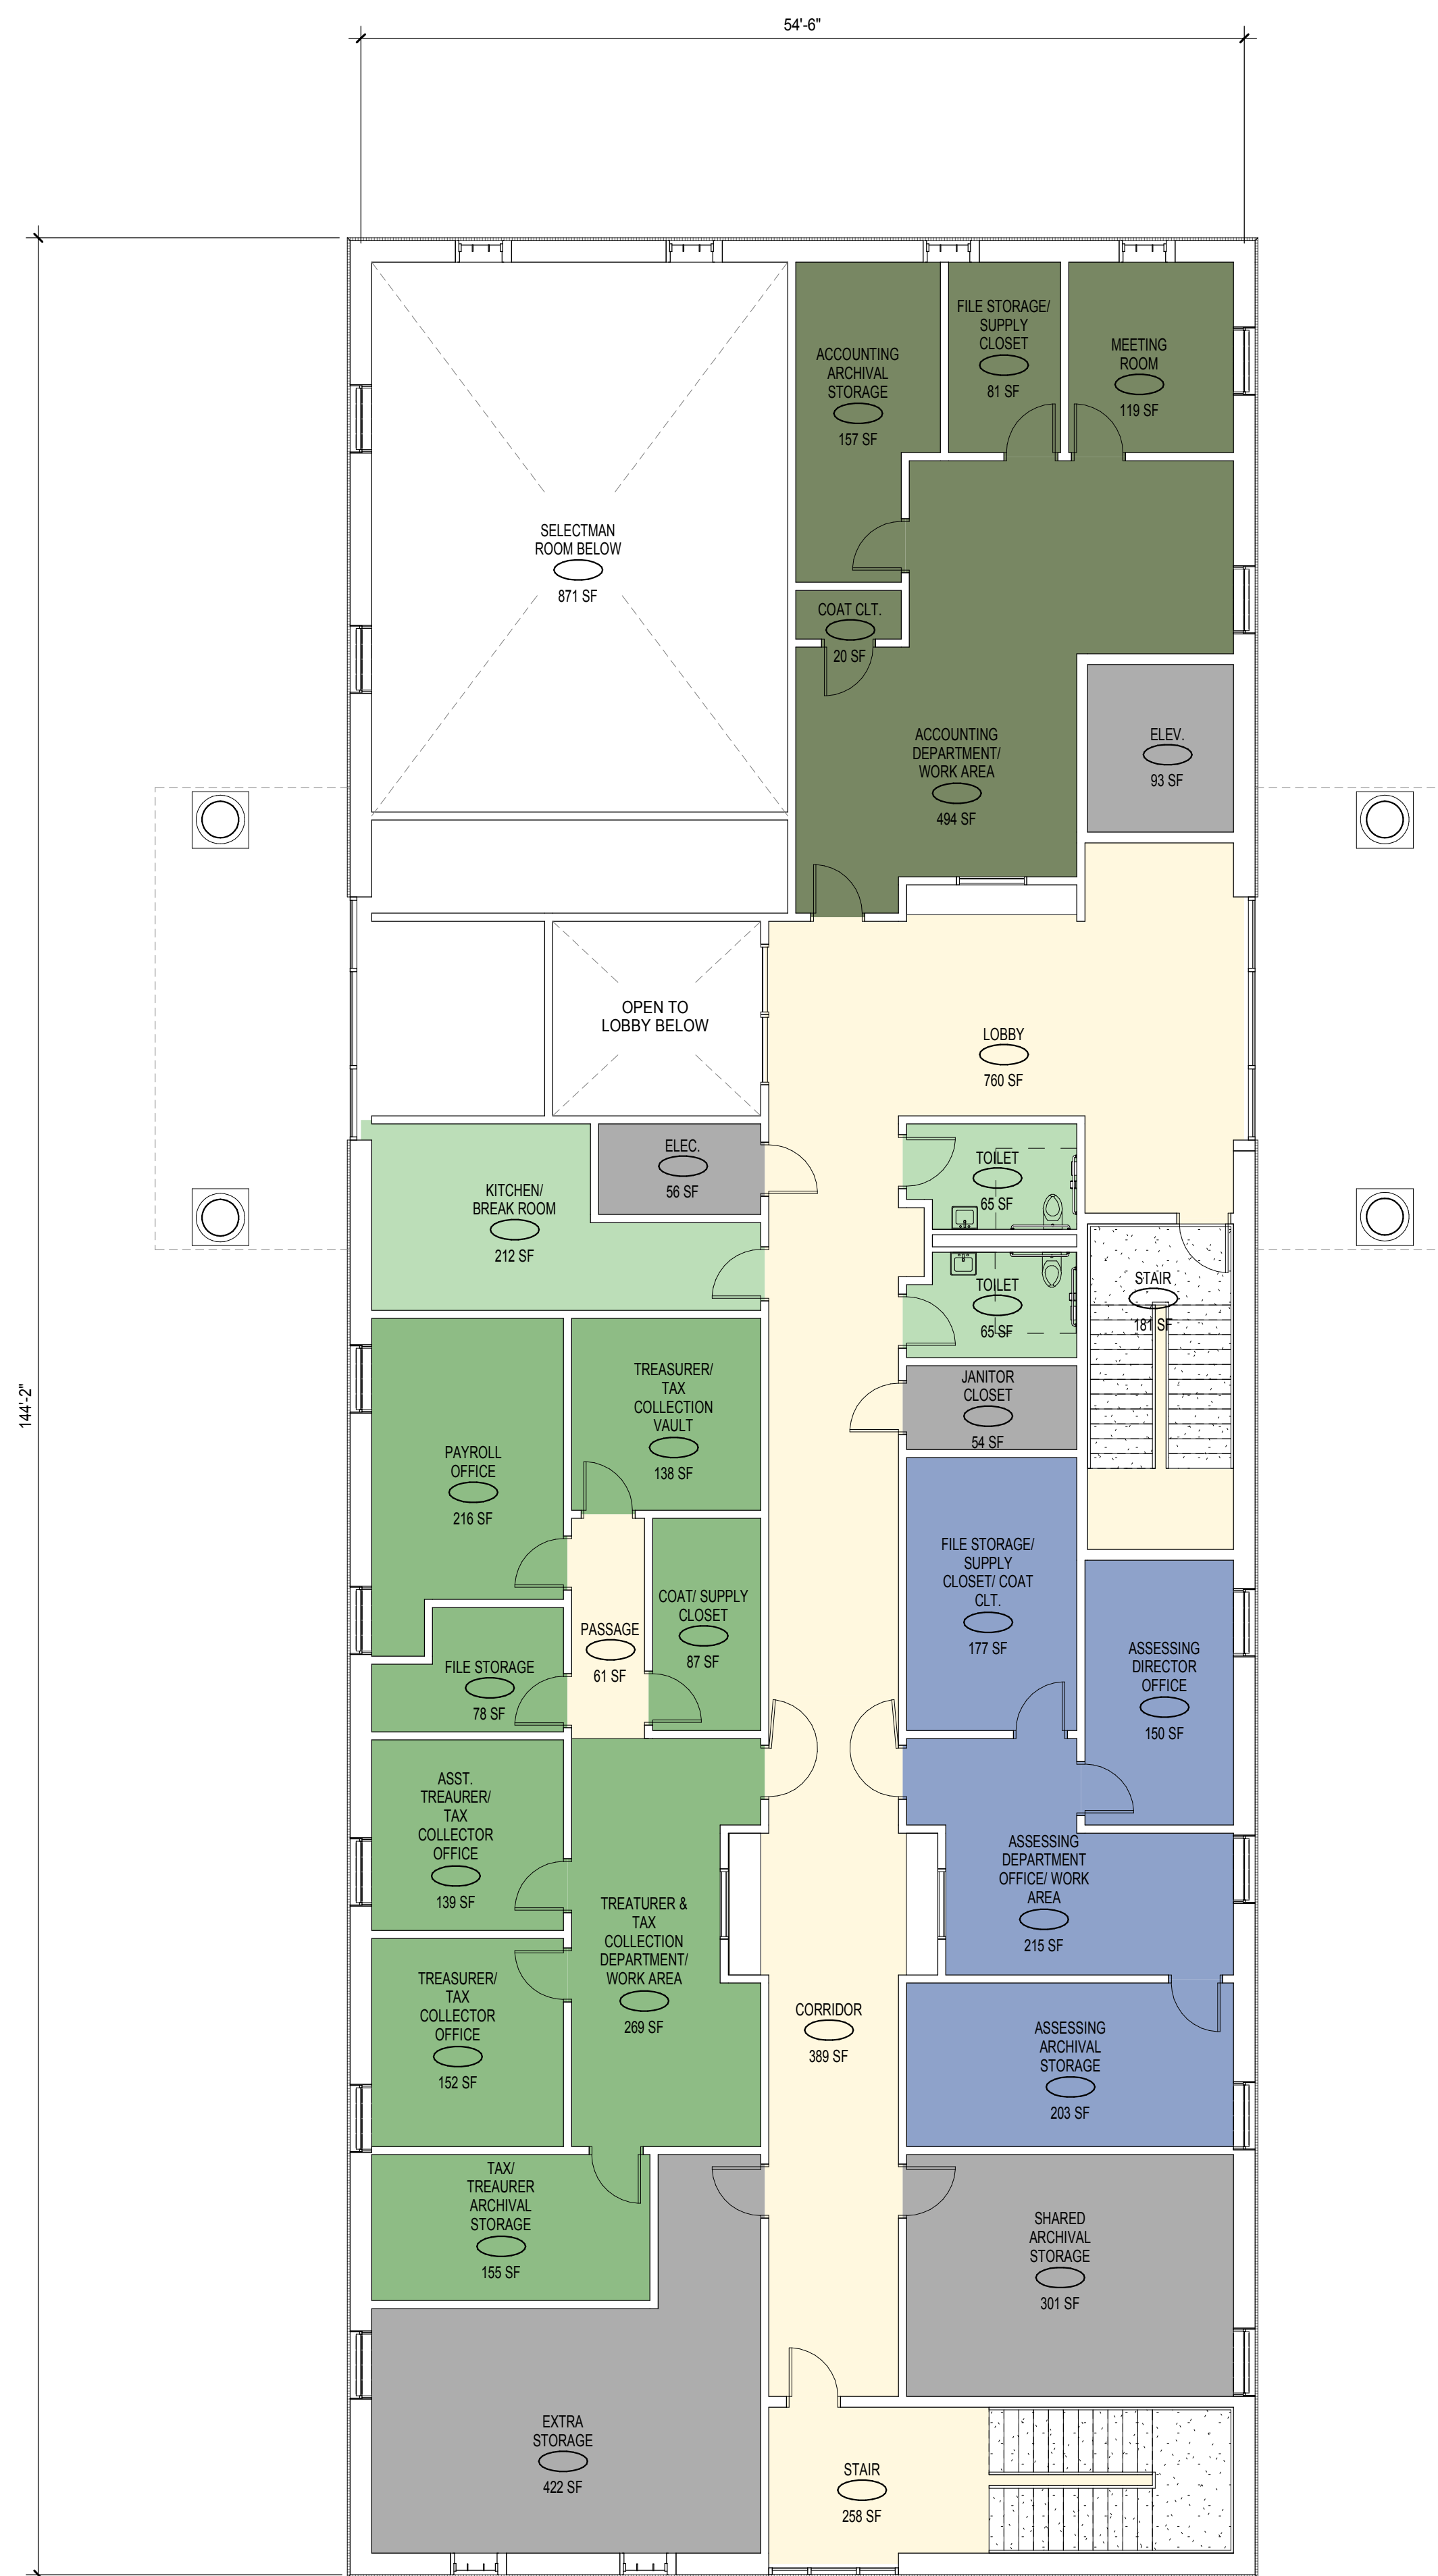 54'-6"
144'-2"
SELECTMAN
ROOM BELOW
871 SF
ACCOUNTING
ARCHIVAL
STORAGE
157 SF
FILE STORAGE/
SUPPLY
CLOSET
81 SF
MEETING
ROOM
119 SF
COAT CLT.
20 SF
ACCOUNTING
DEPARTMENT/
WORK AREA
494 SF
ELEV.
93 SF
OPEN TO
LOBBY BELOW
LOBBY
760 SF
KITCHEN/
BREAK ROOM
212 SF
ELEC.
56 SF
TOILET
65 SF
TOILET
65 SF
STAIR
181 SF
JANITOR
CLOSET
54 SF
PAYROLL
OFFICE
216 SF
TREASURER/
TAX
COLLECTION
VAULT
138 SF
FILE STORAGE
78 SF
PASSAGE
61 SF
COAT/ SUPPLY
CLOSET
87 SF
FILE STORAGE/
SUPPLY
CLOSET/ COAT
CLT.
177 SF
ASSESSING
DIRECTOR
OFFICE
150 SF
ASST.
TREAURER/
TAX
COLLECTOR
OFFICE
139 SF
TREATURER &
TAX
COLLECTION
DEPARTMENT/
WORK AREA
269 SF
ASSESSING
DEPARTMENT
OFFICE/ WORK
AREA
215 SF
TREASURER/
TAX
COLLECTOR
OFFICE
152 SF
CORRIDOR
389 SF
ASSESSING
ARCHIVAL
STORAGE
203 SF
TAX/
TREAURER
ARCHIVAL
STORAGE
155 SF
SHARED
ARCHIVAL
STORAGE
301 SF
EXTRA
STORAGE
422 SF
STAIR
258 SF